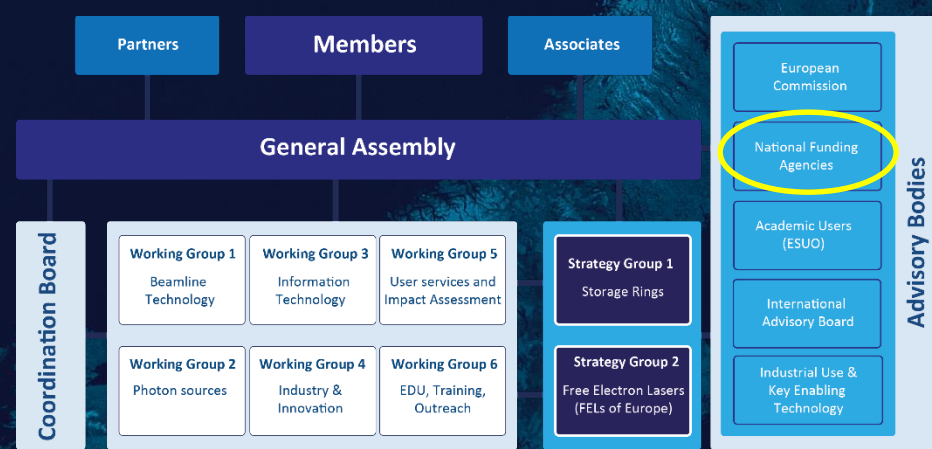 Partners
Members
Associates
General Assembly
Coordination Board
Working Group 1
Beamline
Technology
Working Group 3
Information
Technology
Working Group 5
User services and
Impact Assessment
Working Group 2
Photon sources
Working Group 4
Industry &
Innovation
Working Group 6
EDU, Training,
Outreach
Strategy Group 1
Storage Rings
Strategy Group 2
Free Electron Lasers
(FELs of Europe)
European
Commission
National Funding
Agencies
Academic Users
(ESUO)
International
Advisory Board
Industrial Use &
Key Enabling
Technology
Advisory Bodies